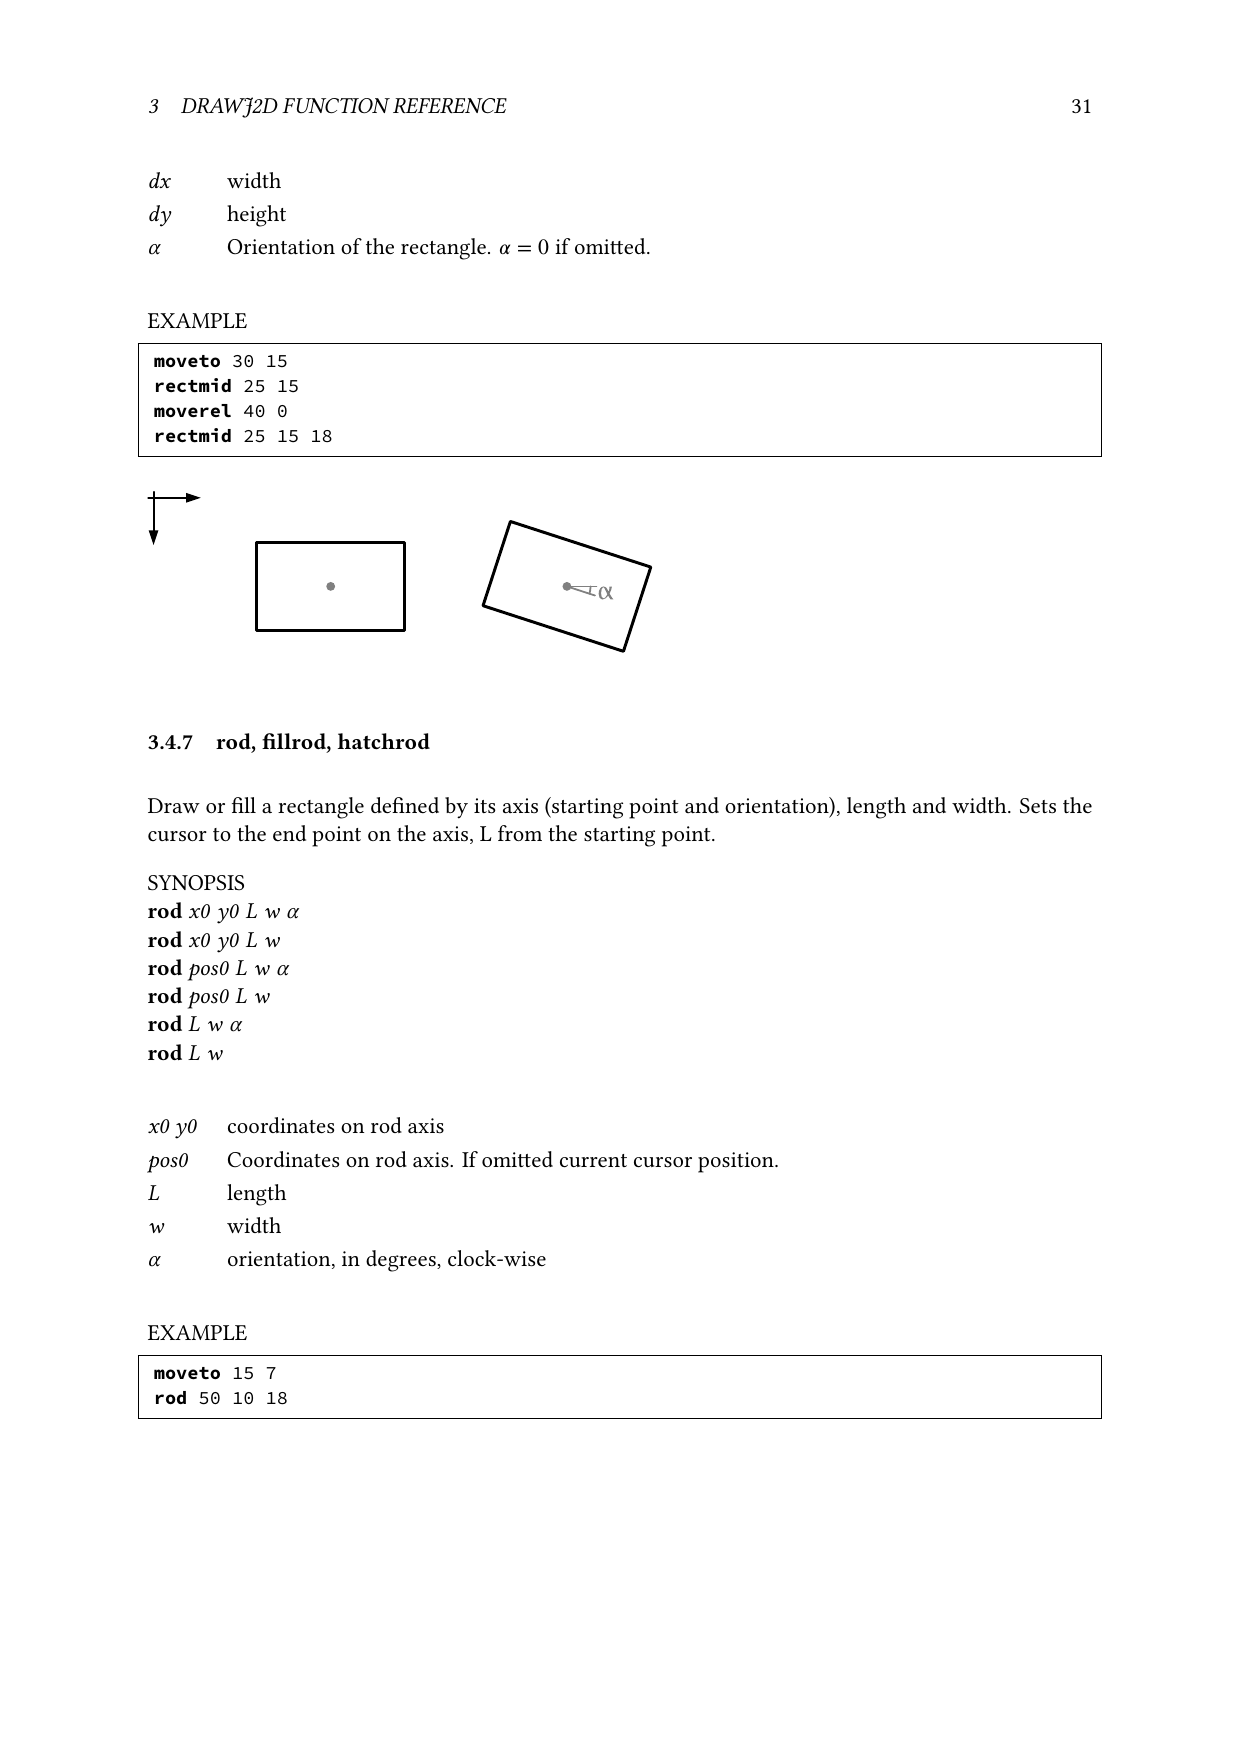 3 DRAWJ2D FUNCTION REFERENCE 31
dx width
dy height
α Orientation of the rectangle. α = 0 if omitted.
EXAMPLE
moveto 30 15
rectmid 25 15
moverel 40 0
rectmid 25 15 18
α
3.4.7 rod, fillrod, hatchrod
Draw or fill a rectangle defined by its axis (starting point and orientation), length and width. Sets the
cursor to the end point on the axis, L from the starting point.
SYNOPSIS
rod x0 y0 L w α
rod x0 y0 L w
rod pos0 L w α
rod pos0 L w
rod L w α
rod L w
x0 y0 coordinates on rod axis
pos0 Coordinates on rod axis. If omitted current cursor position.
L length
w width
α orientation, in degrees, clock-wise
EXAMPLE
moveto 15 7
rod 50 10 18